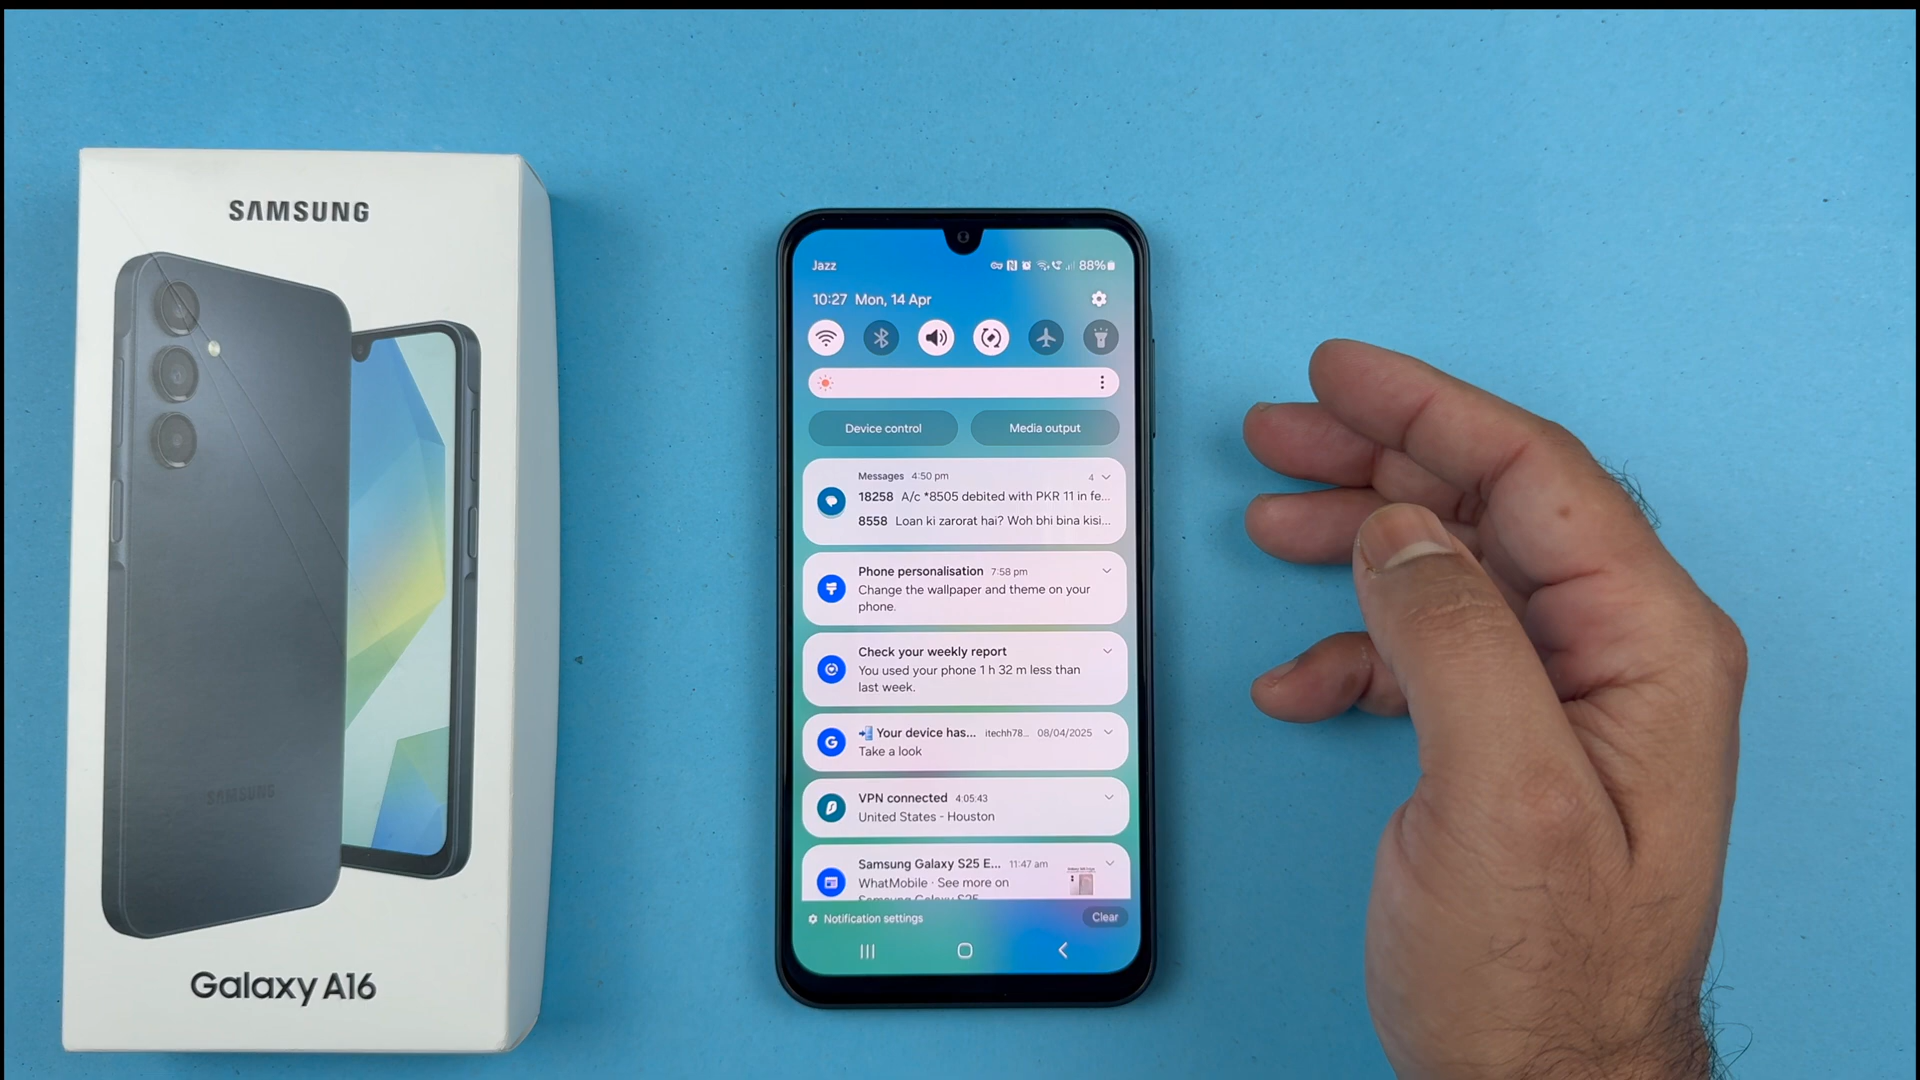 SAMSUNG
SAMSUNG
Galaxy A16
Jazz
88%
10:27 Mon, 14 Apr
Device control
Media output
Messages 4:50 pm
4
18258 A/c *8505 debited with PKR 11 in fe...
8558 Loan ki zarorat hai? Woh bhi bina kisi...
Phone personalisation 7:58 pm
Change the wallpaper and theme on your
phone.
Check your weekly report
You used your phone 1 h 32 m less than
last week.
Your device has... itechh78... 08/04/2025
Take a look
VPN connected 4:05:43
United States - Houston
Samsung Galaxy S25 E... 11:47 am
WhatMobile · See more on
Samsung Galaxy S25
Notification settings
Clear